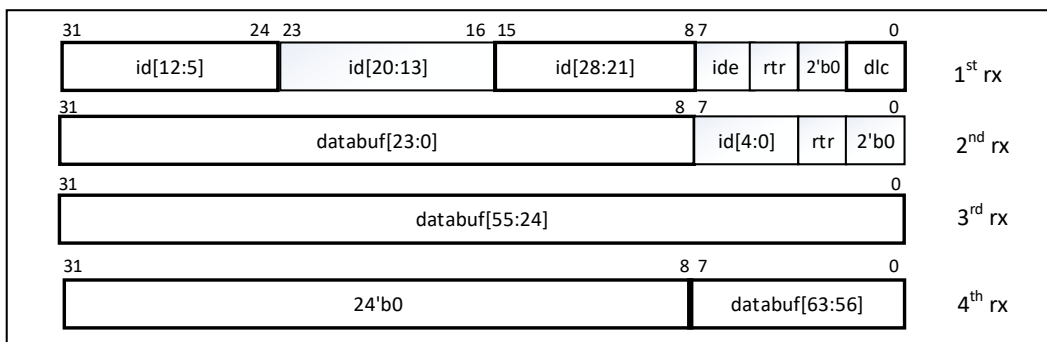 31 24 23 16 15 8 7 0
id[12:5] id[20:13] id[28:21] ide rtr 2'b0 dlc 1st rx
31 8 7 0
databuf[23:0] id[4:0] rtr 2'b0 2nd rx
31 0
databuf[55:24] 3rd rx
31 8 7 0
24'b0 databuf[63:56] 4th rx